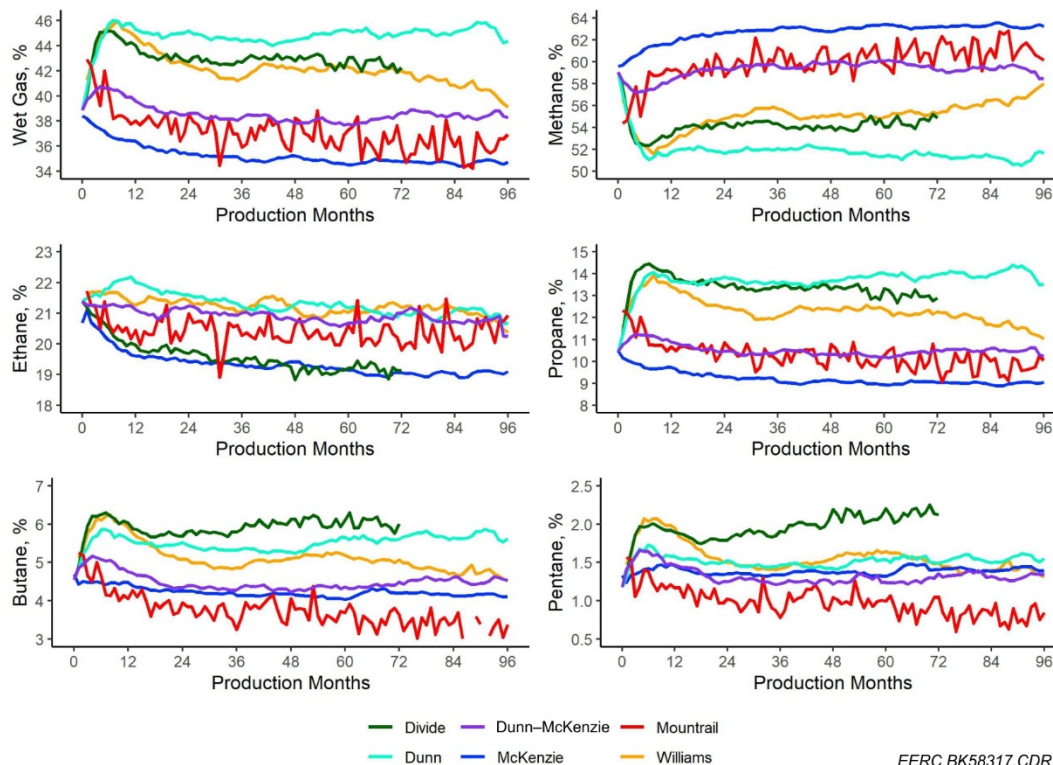 Wet Gas, %
46
44
42
40
38
36
34
0 12 24 36 48 60 72 84 96
Production Months
Methane, %
64
62
60
58
56
54
52
50
0 12 24 36 48 60 72 84 96
Production Months
Ethane, %
23
22
21
20
19
18
0 12 24 36 48 60 72 84 96
Production Months
Propane, %
15
14
13
12
11
10
9
8
0 12 24 36 48 60 72 84 96
Production Months
Butane, %
7
6
5
4
3
0 12 24 36 48 60 72 84 96
Production Months
Pentane, %
2.5
2.0
1.5
1.0
0.5
0 12 24 36 48 60 72 84 96
Production Months
Divide Dunn–McKenzie Mountrail
Dunn McKenzie Williams
EERC BK58317.CDR